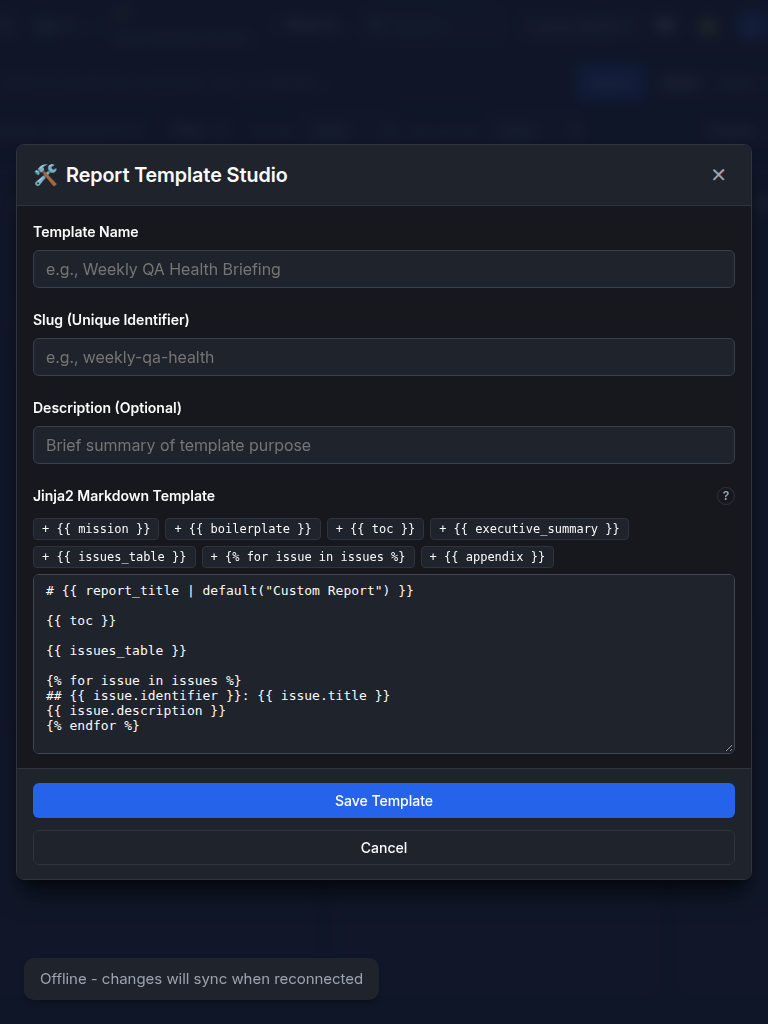 Report Template Studio
Template Name
e.g., Weekly QA Health Briefing
Slug (Unique Identifier)
e.g., weekly-qa-health
Description (Optional)
Brief summary of template purpose
Jinja2 Markdown Template
?
+ {{ mission }} + {{ boilerplate }} + {{ toc }} + {{ executive_summary }}
+ {{ issues_table }} + {% for issue in issues %} + {{ appendix }}
# {{ report_title | default("Custom Report") }}
{{ toc }}
{{ issues_table }}
{% for issue in issues %}
## {{ issue.identifier }}: {{ issue.title }}
{{ issue.description }}
{% endfor %}
Save Template
Cancel
Offline - changes will sync when reconnected